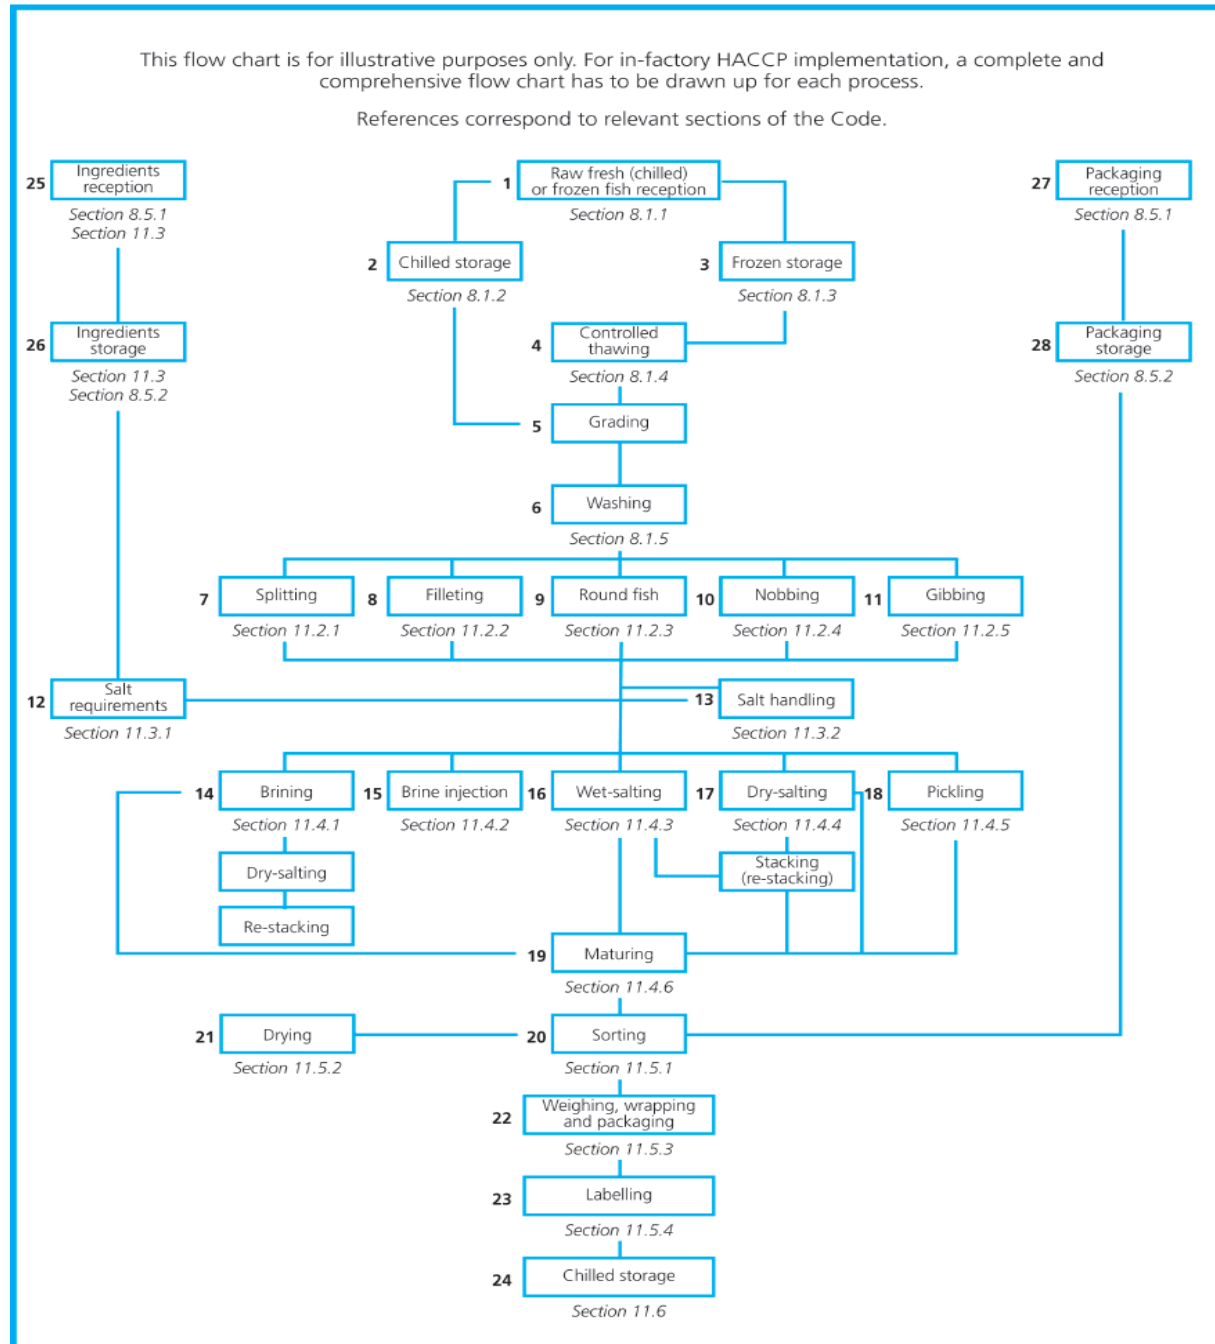 This flow chart is for illustrative purposes only. For in-factory HACCP implementation, a complete and
comprehensive flow chart has to be drawn up for each process.
References correspond to relevant sections of the Code.
25
Ingredients
reception
Section 8.5.1
Section 11.3
1
Raw fresh (chilled)
or frozen fish reception
Section 8.1.1
27
Packaging
reception
Section 8.5.1
2
Chilled storage
Section 8.1.2
3
Frozen storage
Section 8.1.3
26
Ingredients
storage
Section 11.3
Section 8.5.2
4
Controlled
thawing
Section 8.1.4
28
Packaging
storage
Section 8.5.2
5
Grading
6
Washing
Section 8.1.5
7
Splitting
Section 11.2.1
8
Filleting
Section 11.2.2
9
Round fish
Section 11.2.3
10
Nobbing
Section 11.2.4
11
Gibbing
Section 11.2.5
12
Salt
requirements
Section 11.3.1
13
Salt handling
Section 11.3.2
14
Brining
Section 11.4.1
15
Brine injection
Section 11.4.2
16
Wet-salting
Section 11.4.3
17
Dry-salting
Section 11.4.4
18
Pickling
Section 11.4.5
Dry-salting
Stacking
(re-stacking)
Re-stacking
19
Maturing
Section 11.4.6
21
Drying
Section 11.5.2
20
Sorting
Section 11.5.1
22
Weighing, wrapping
and packaging
Section 11.5.3
23
Labelling
Section 11.5.4
24
Chilled storage
Section 11.6